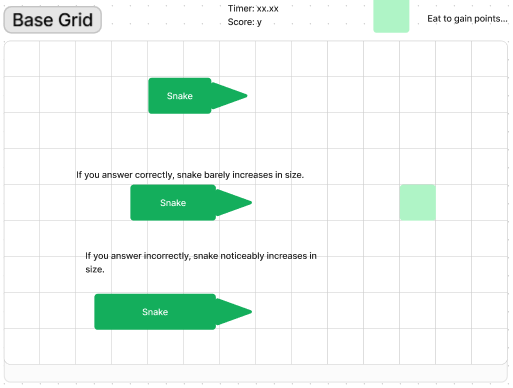 Base Grid
Timer: xx.xx
Score: y
Eat to gain points...
Snake
If you answer correctly, snake barely increases in size.
Snake
If you answer incorrectly, snake noticeably increases in
size.
Snake